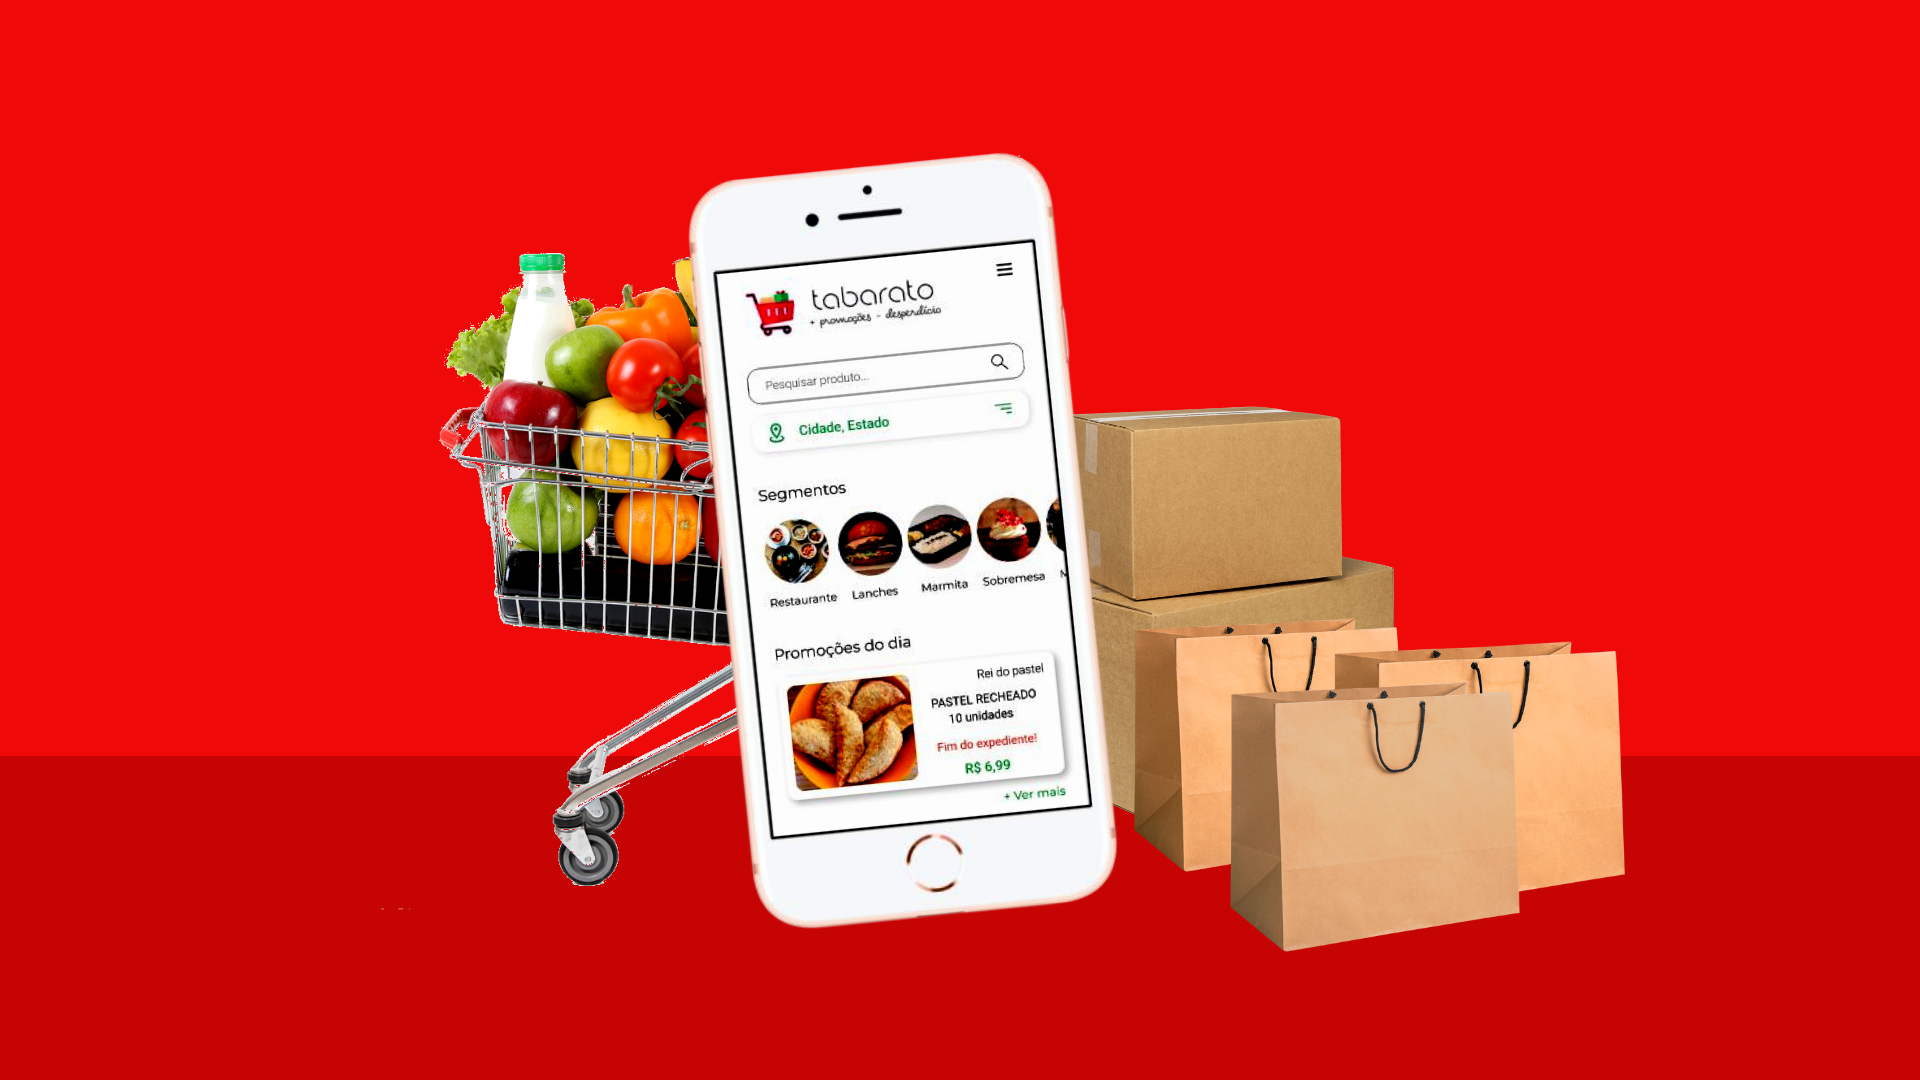 tabarato
+ promoções - desperdício
Pesquisar produto...
Cidade, Estado
Segmentos
Restaurante Lanches Marmita Sobremesa M
Promoções do dia
Rei do pastel
PASTEL RECHEADO
10 unidades
Fim do expediente!
R$ 6,99
+ Ver mais